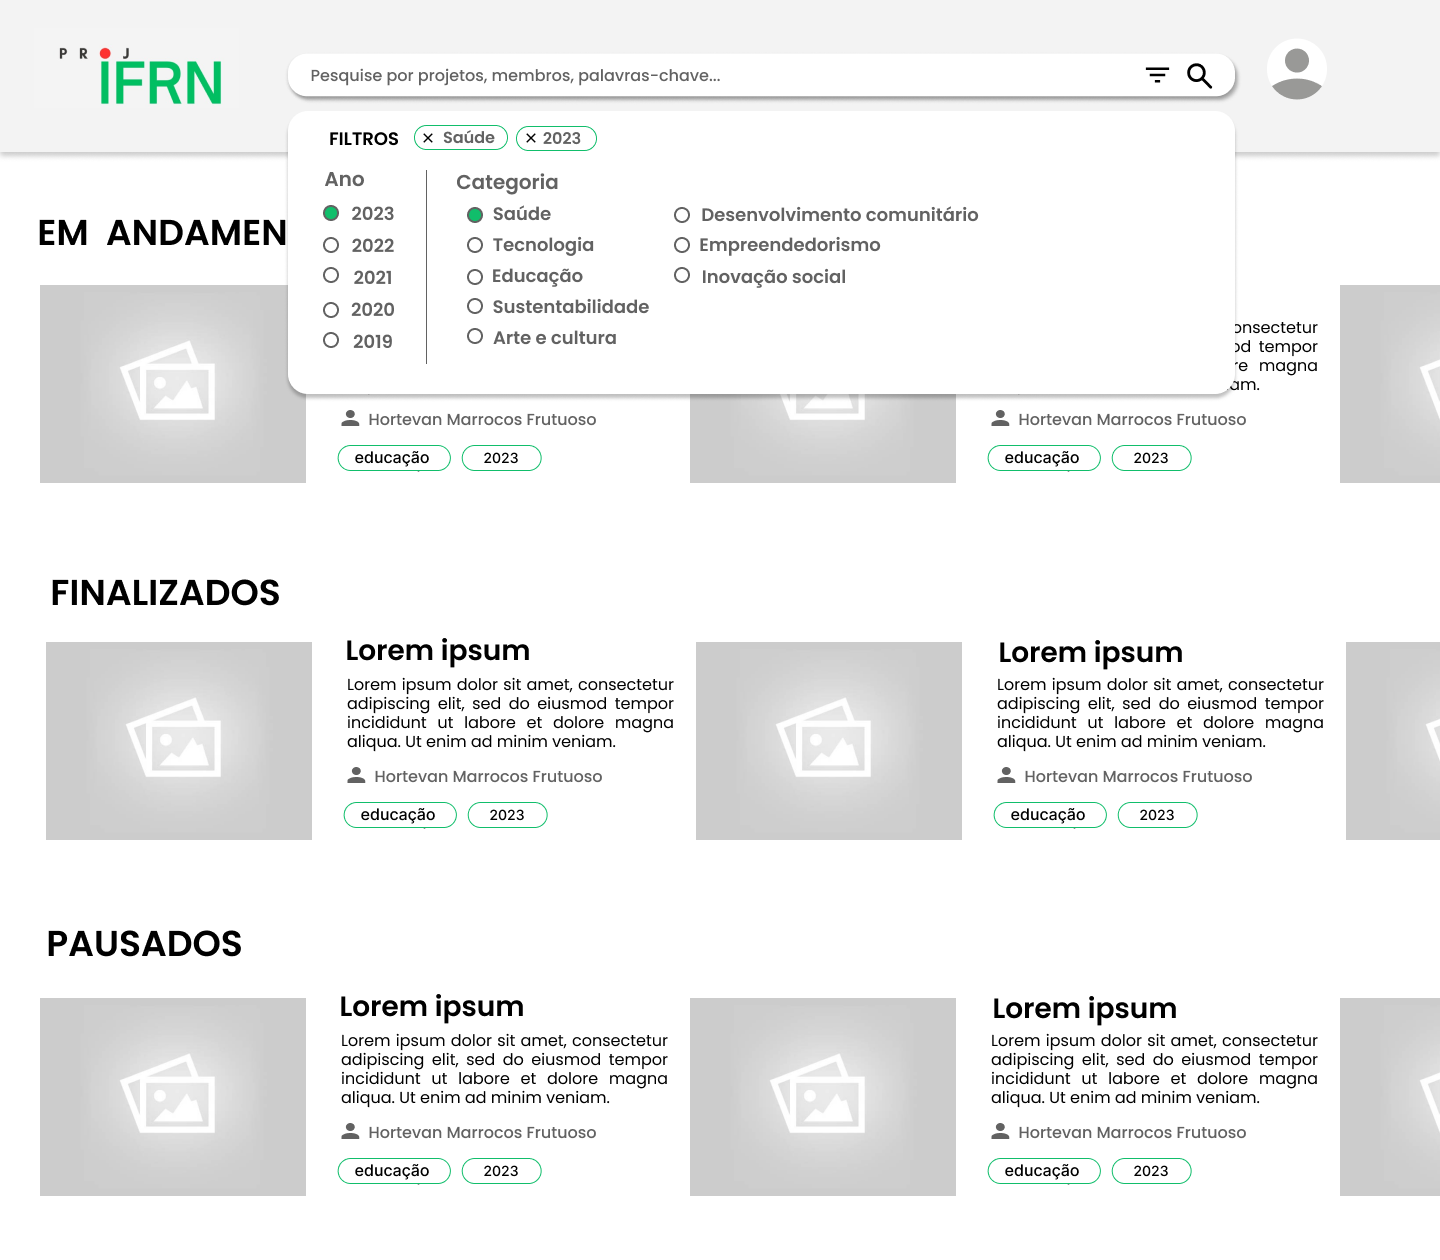 PROJ
IFRN
Pesquise por projetos, membros, palavras-chave...
FILTROS
Saúde
2023
Ano
2023
2022
2021
2020
2019
Categoria
Saúde
Tecnologia
Educação
Sustentabilidade
Arte e cultura
Desenvolvimento comunitário
Empreendedorismo
Inovação social
EM ANDAMEN
onsectetur
od tempor
re magna
am.
Hortevan Marrocos Frutuoso
educação
2023
Hortevan Marrocos Frutuoso
educação
2023
FINALIZADOS
Lorem ipsum
Lorem ipsum dolor sit amet, consectetur
adipiscing elit, sed do eiusmod tempor
incididunt ut labore et dolore magna
aliqua. Ut enim ad minim veniam.
Hortevan Marrocos Frutuoso
educação
2023
Lorem ipsum
Lorem ipsum dolor sit amet, consectetur
adipiscing elit, sed do eiusmod tempor
incididunt ut labore et dolore magna
aliqua. Ut enim ad minim veniam.
Hortevan Marrocos Frutuoso
educação
2023
PAUSADOS
Lorem ipsum
Lorem ipsum dolor sit amet, consectetur
adipiscing elit, sed do eiusmod tempor
incididunt ut labore et dolore magna
aliqua. Ut enim ad minim veniam.
Hortevan Marrocos Frutuoso
educação
2023
Lorem ipsum
Lorem ipsum dolor sit amet, consectetur
adipiscing elit, sed do eiusmod tempor
incididunt ut labore et dolore magna
aliqua. Ut enim ad minim veniam.
Hortevan Marrocos Frutuoso
educação
2023